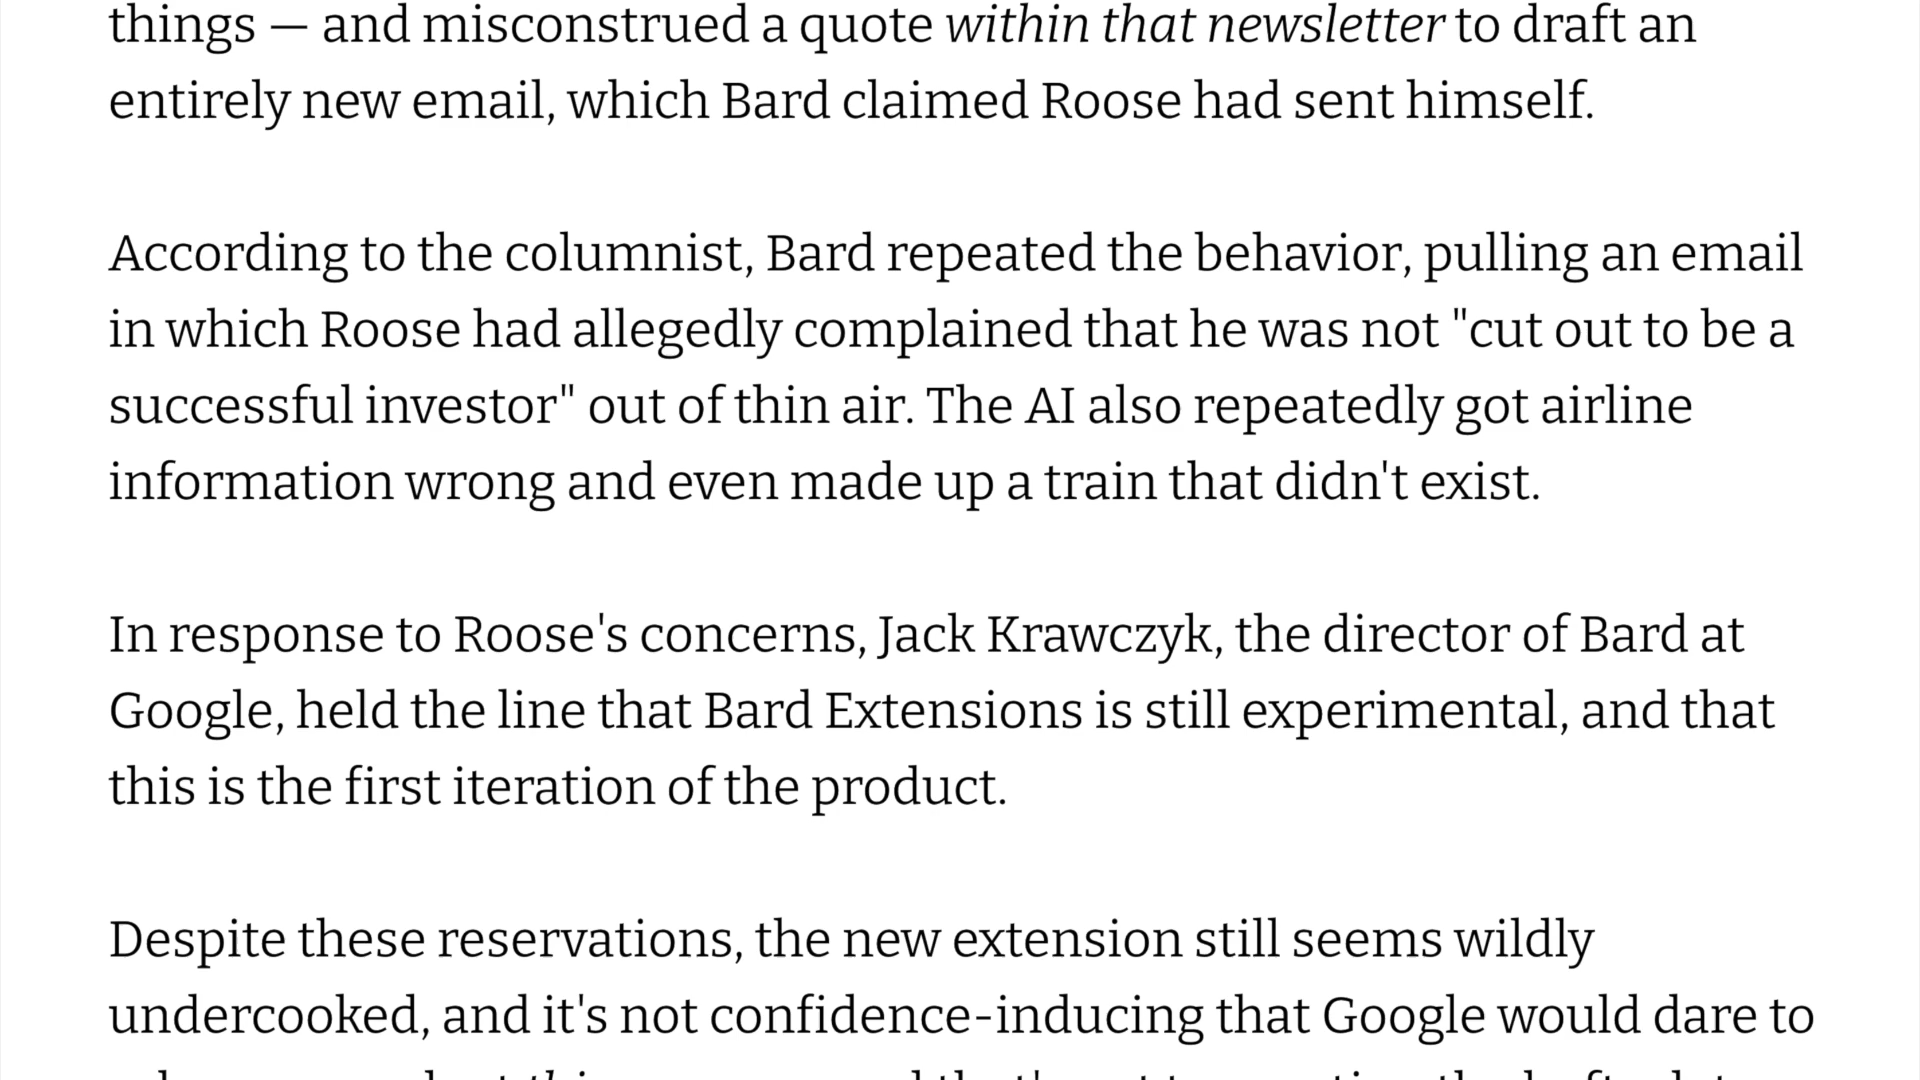 things — and misconstrued a quote within that newsletter to draft an
entirely new email, which Bard claimed Roose had sent himself.
According to the columnist, Bard repeated the behavior, pulling an email
in which Roose had allegedly complained that he was not "cut out to be a
successful investor" out of thin air. The AI also repeatedly got airline
information wrong and even made up a train that didn't exist.
In response to Roose's concerns, Jack Krawczyk, the director of Bard at
Google, held the line that Bard Extensions is still experimental, and that
this is the first iteration of the product.
Despite these reservations, the new extension still seems wildly
undercooked, and it's not confidence-inducing that Google would dare to